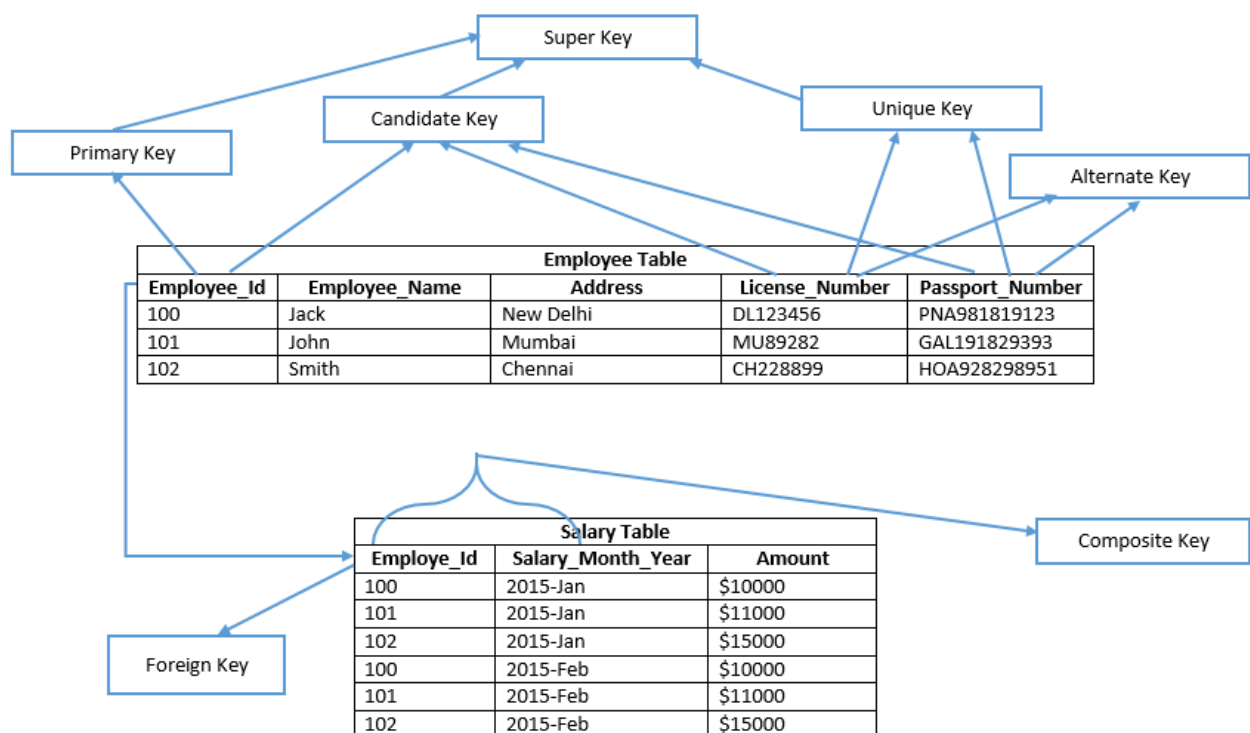 Super Key
Candidate Key
Unique Key
Primary Key
Alternate Key
Employee Table
Employee_Id Employee_Name Address License_Number Passport_Number
100 Jack New Delhi DL123456 PNA981819123
101 John Mumbai MU89282 GAL191829393
102 Smith Chennai CH228899 HOA928298951
Salary Table
Employe_Id Salary_Month_Year Amount
100 2015-Jan $10000
101 2015-Jan $11000
102 2015-Jan $15000
100 2015-Feb $10000
101 2015-Feb $11000
102 2015-Feb $15000
Composite Key
Foreign Key